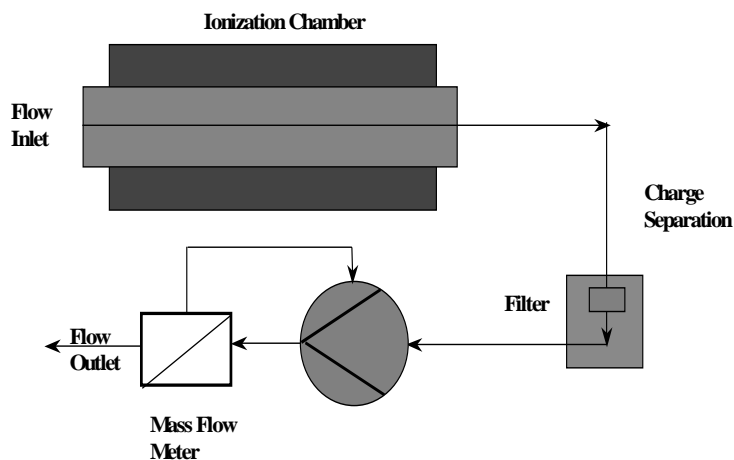 Ionization Chamber
Flow
Inlet
Charge
Separation
Filter
Flow
Outlet
Mass Flow
Meter